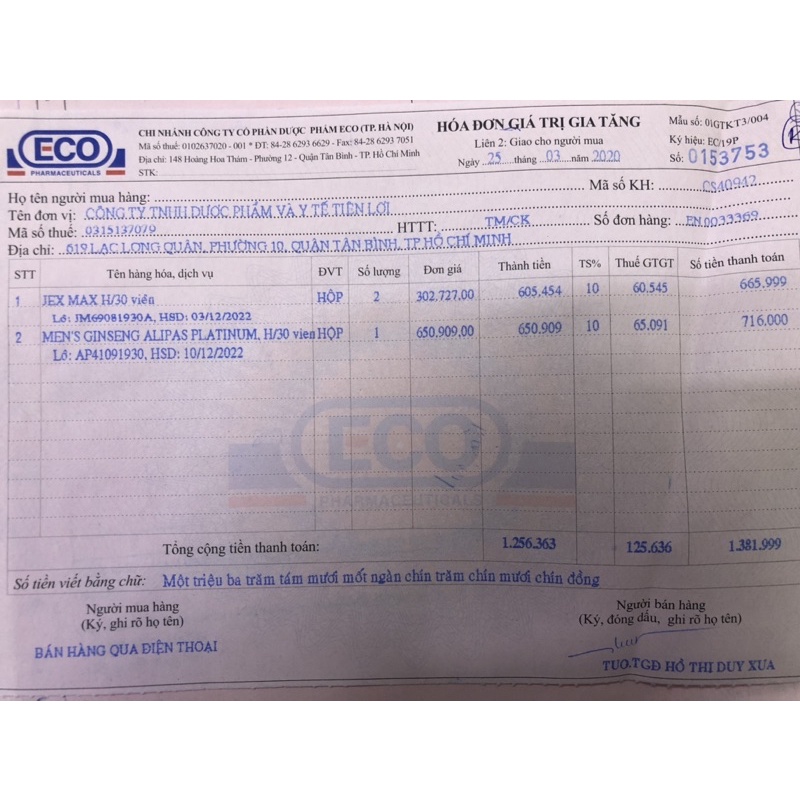 ECO
PHARMACEUTICALS
CHI NHÁNH CÔNG TY CỔ PHẦN DƯỢC PHẨM ECO (TP. HÀ NỘI)
Mã số thuế: 0102637020 - 001 * ĐT: 84-28 6293 6629 - Fax: 84-28 6293 7051
Địa chỉ: 148 Hoàng Hoa Thám - Phường 12 - Quận Tân Bình - TP. Hồ Chí Minh
STK:
HÓA ĐƠN GIÁ TRỊ GIA TĂNG
Liên 2: Giao cho người mua
Ngày 25 tháng 03 năm 2020
Mẫu số: 01GTKT3/004
Ký hiệu: EC/19P
Số: 0153753
Họ tên người mua hàng:
Mã số KH: CS40942
Tên đơn vị: CÔNG TY TNHH DƯỢC PHẨM VÀ Y TẾ TIẾN LỢI
Mã số thuế: 0315137079 HTTT: TM/CK Số đơn hàng: EN.0033369
Địa chỉ: 619 LẠC LONG QUÂN, PHƯỜNG 10, QUẬN TÂN BÌNH, TP HỒ CHÍ MINH
STT Tên hàng hóa, dịch vụ ĐVT Số lượng Đơn giá Thành tiền TS% Thuế GTGT Số tiền thanh toán
1 JEX MAX H/30 viên HỘP 2 302.727,00 605.454 10 60.545 665.999
Lô: JM69081930A, HSD: 03/12/2022
2 MEN'S GINSENG ALIPAS PLATINUM, H/30 vien HỘP 1 650.909,00 650.909 10 65.091 716.000
Lô: AP41091930, HSD: 10/12/2022
ECO
PHARMACEUTICALS
Tổng cộng tiền thanh toán: 1.256.363 125.636 1.381.999
Số tiền viết bằng chữ: Một triệu ba trăm tám mươi mốt ngàn chín trăm chín mươi chín đồng
Người mua hàng
(Ký, ghi rõ họ tên)
BÁN HÀNG QUA ĐIỆN THOẠI
Người bán hàng
(Ký, đóng dấu, ghi rõ họ tên)
TUQ.TGĐ HỒ THỊ DUY XUA